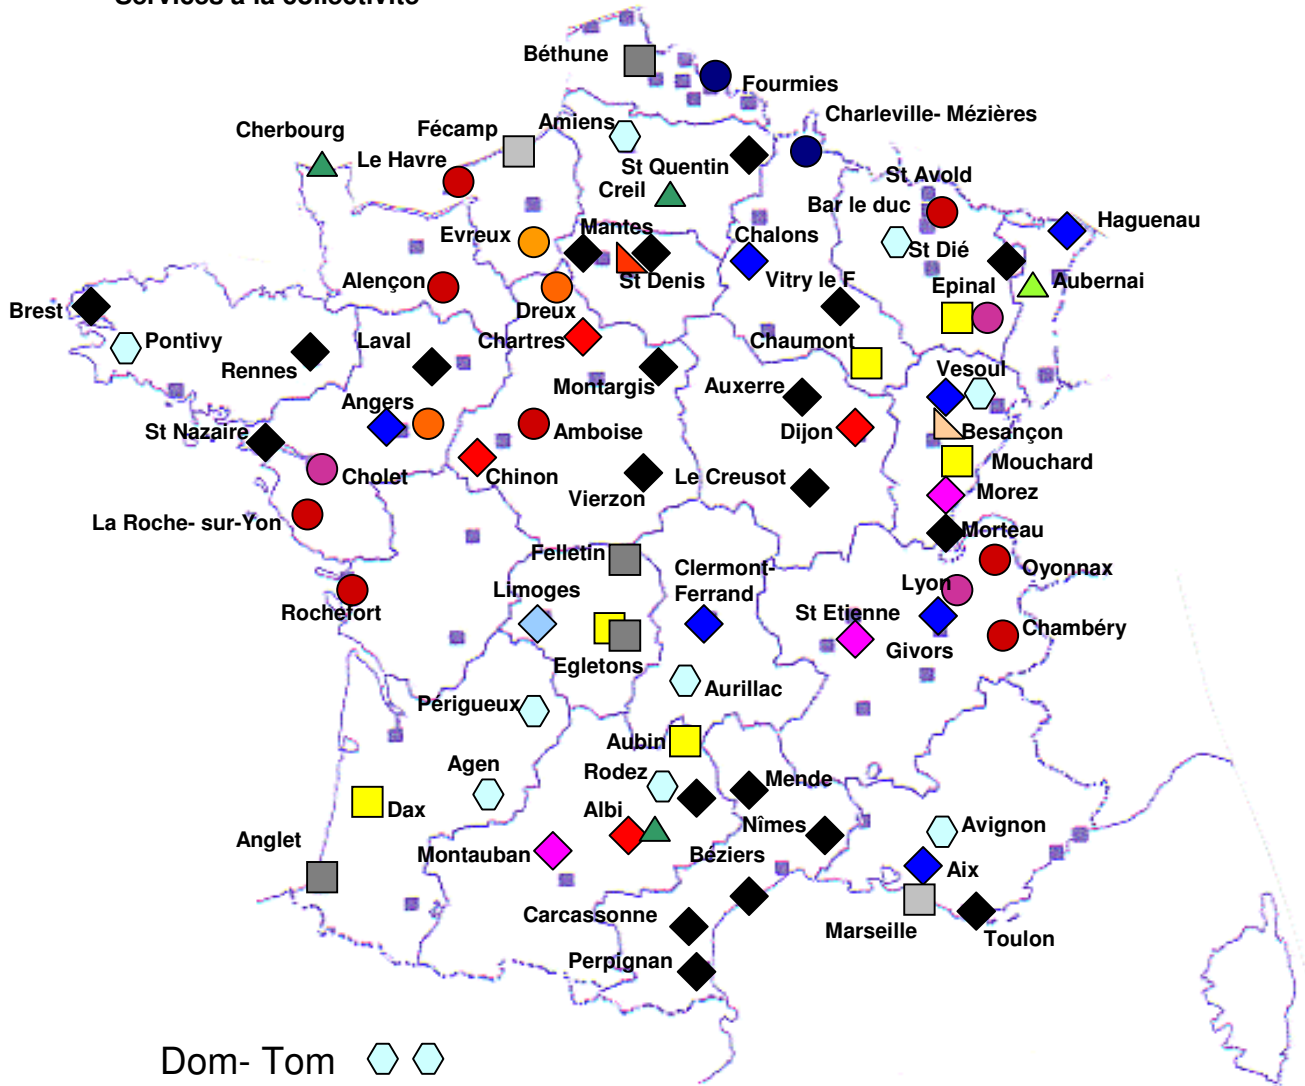 Services à la collectivité
Béthune
Fourmies
Charleville- Mézières
Amiens
Fécamp
Cherbourg
Le Havre
St Quentin
St Avold
Creil
Bar le duc
Haguenau
Mantes
Evreux
Chalons
St Dié
Alençon
St Denis
Vitry le F
Epinal
Aubernai
Brest
Dreux
Pontivy
Laval
Chartres
Chaumont
Rennes
Vesoul
Montargis
Auxerre
Angers
St Nazaire
Amboise
Dijon
Besançon
Mouchard
Cholet
Chinon
Le Creusot
Vierzon
Morez
La Roche- sur-Yon
Morteau
Felletin
Clermont-
Ferrand
Oyonnax
Limoges
Lyon
Rochefort
St Etienne
Chambéry
Givors
Egletons
Aurillac
Périgueux
Aubin
Agen
Rodez
Mende
Dax
Albi
Nîmes
Avignon
Anglet
Montauban
Béziers
Aix
Carcassonne
Marseille
Toulon
Perpignan
Dom- Tom